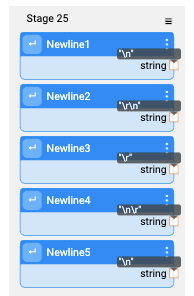 Stage 25
Newline1
"\n"
string
Newline2
"\r\n"
string
Newline3
"\r"
string
Newline4
"\n\r"
string
Newline5
"\n"
string